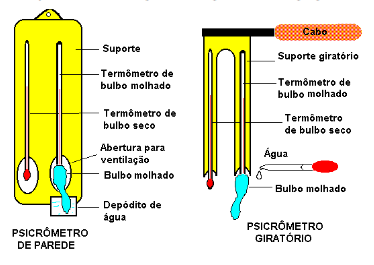 Suporte
Termômetro de
bulbo molhado
Termômetro de
bulbo seco
Abertura para
ventilação
Bulbo molhado
Depódito de
água
PSICRÔMETRO
DE PAREDE
Cabo
Suporte giratório
Termômetro de
bulbo molhado
Termômetro
de bulbo seco
Água
Bulbo molhado
PSICRÔMETRO
GIRATÓRIO